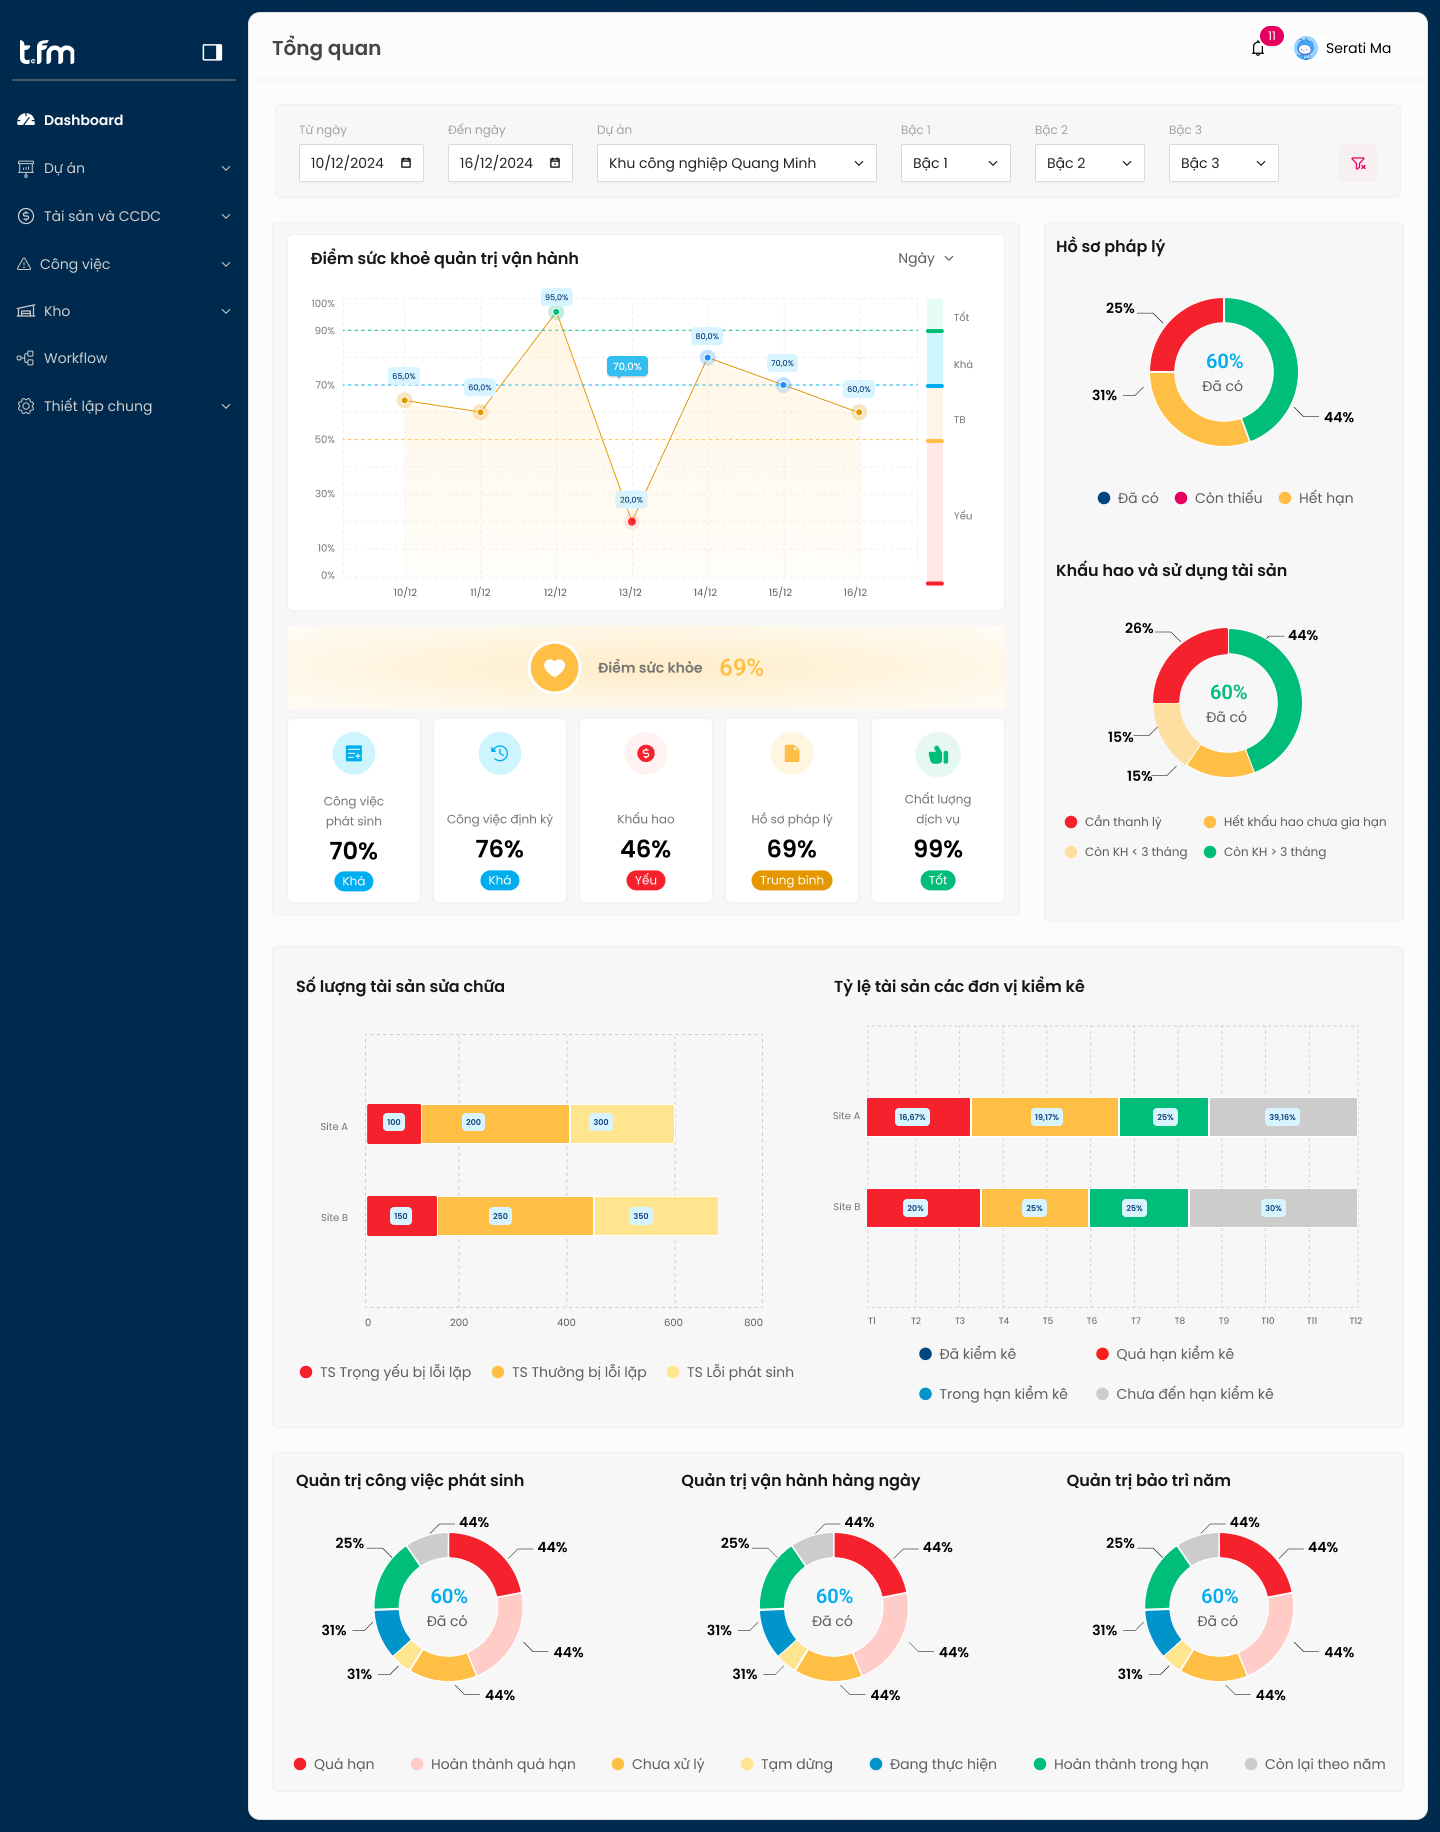 t.fm
Dashboard
Dự án
Tài sản và CCDC
Công việc
Kho
Workflow
Thiết lập chung
Tổng quan
11
Serati Ma
Từ ngày
Đến ngày
Dự án
Bậc 1
Bậc 2
Bậc 3
10/12/2024
16/12/2024
Khu công nghiệp Quang Minh
Bậc 1
Bậc 2
Bậc 3
Điểm sức khoẻ quản trị vận hành
Ngày
100%
90%
70%
50%
30%
10%
0%
65,0%
60,0%
95,0%
70,0%
20,0%
80,0%
70,0%
60,0%
Tốt
Khá
TB
Yếu
10/12
11/12
12/12
13/12
14/12
15/12
16/12
Điểm sức khỏe
69%
Công việc
phát sinh
70%
Khá
Công việc định kỳ
76%
Khá
Khấu hao
46%
Yếu
Hồ sơ pháp lý
69%
Trung bình
Chất lượng
dịch vụ
99%
Tốt
Hồ sơ pháp lý
25%
31%
44%
60%
Đã có
Đã có
Còn thiếu
Hết hạn
Khấu hao và sử dụng tài sản
26%
44%
15%
15%
60%
Đã có
Cần thanh lý
Hết khấu hao chưa gia hạn
Còn KH < 3 tháng
Còn KH > 3 tháng
Số lượng tài sản sửa chữa
Site A
100
200
300
Site B
150
250
350
0
200
400
600
800
TS Trọng yếu bị lỗi lặp
TS Thường bị lỗi lặp
TS Lỗi phát sinh
Tỷ lệ tài sản các đơn vị kiểm kê
Site A
16,67%
19,17%
25%
39,16%
Site B
20%
25%
25%
30%
T1
T2
T3
T4
T5
T6
T7
T8
T9
T10
T11
T12
Đã kiểm kê
Quá hạn kiểm kê
Trong hạn kiểm kê
Chưa đến hạn kiểm kê
Quản trị công việc phát sinh
44%
25%
44%
60%
Đã có
31%
44%
31%
44%
Quản trị vận hành hàng ngày
44%
25%
44%
60%
Đã có
31%
44%
31%
44%
Quản trị bảo trì năm
44%
25%
44%
60%
Đã có
31%
44%
31%
44%
Quá hạn
Hoàn thành quá hạn
Chưa xử lý
Tạm dừng
Đang thực hiện
Hoàn thành trong hạn
Còn lại theo năm